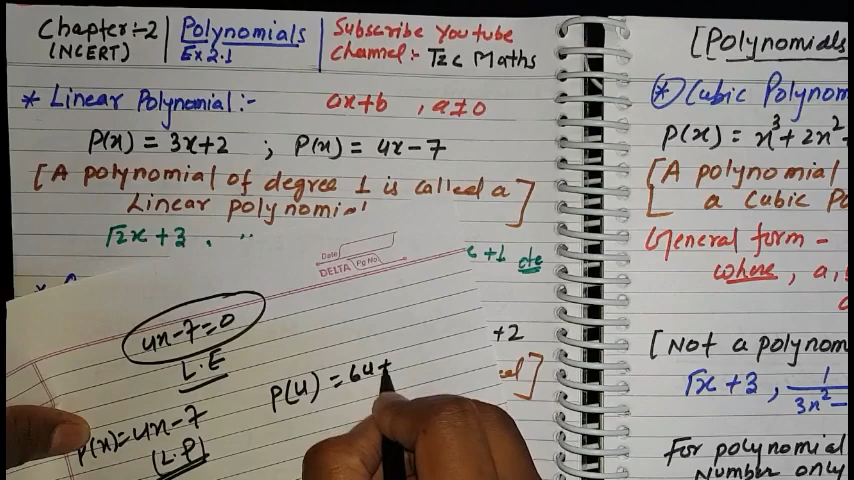 Chapter:-2
(NCERT)
Polynomials
Ex 2.1
Subscribe YouTube
Channel:- Tzc Maths
* Linear Polynomial:- ax+b , a≠0
P(x) = 3x+2 ; P(x) = 4x-7
[A polynomial of degree 1 is called a
Linear polynomial
√2x + 3 .
+6 etc
+2
Date
DELTA Pg No
4x-7=0
L.E
P(x)=4x-7
(L.P)
P(u) = 6u+
[Polynomials
* Cubic Polynom
P(x) = x³+2x²-
[A polynomial
a Cubic Po
General form -
where, a,
[Not a polynom
√x + 3 , 1/3x²-
For polynomial
Number only